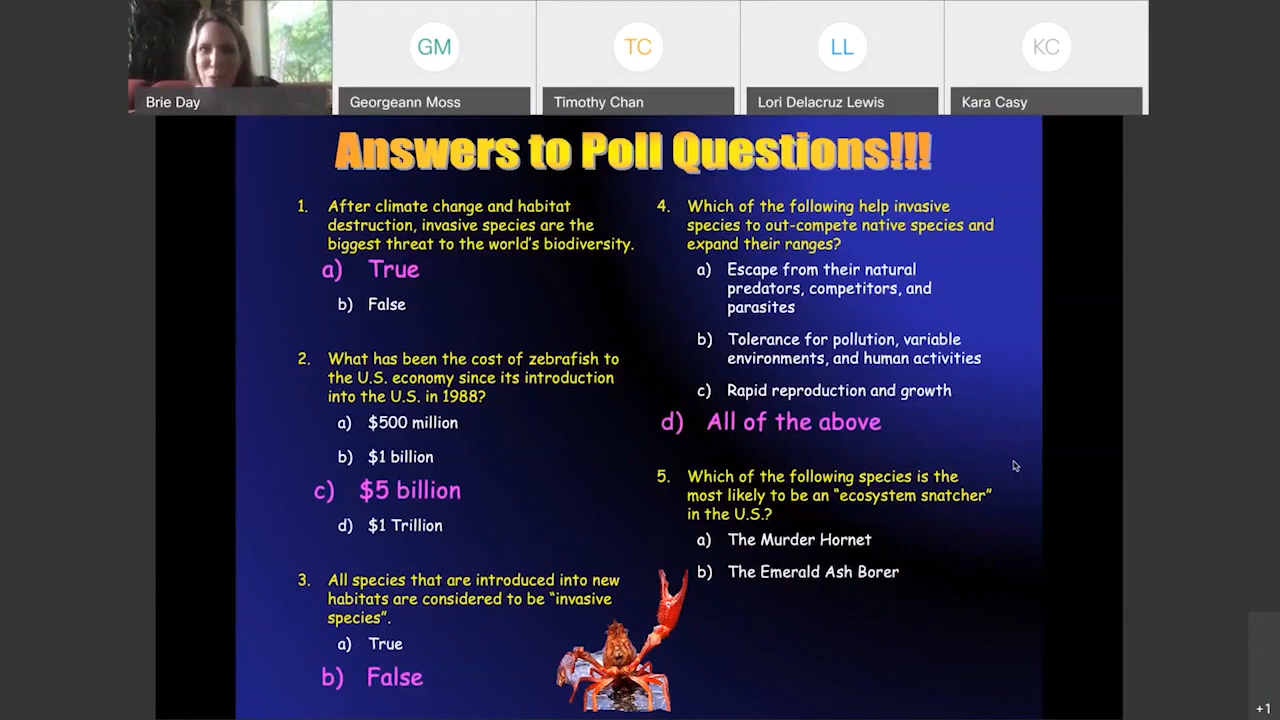 GM
TC
LL
KC
Brie Day
Georgeann Moss
Timothy Chan
Lori Delacruz Lewis
Kara Casy
Answers to Poll Questions!!!
1. After climate change and habitat
destruction, invasive species are the
biggest threat to the world's biodiversity.
a) True
b) False
2. What has been the cost of zebrafish to
the U.S. economy since its introduction
into the U.S. in 1988?
a) $500 million
b) $1 billion
c) $5 billion
d) $1 Trillion
3. All species that are introduced into new
habitats are considered to be "invasive
species".
a) True
b) False
4. Which of the following help invasive
species to out-compete native species and
expand their ranges?
a) Escape from their natural
predators, competitors, and
parasites
b) Tolerance for pollution, variable
environments, and human activities
c) Rapid reproduction and growth
d) All of the above
5. Which of the following species is the
most likely to be an "ecosystem snatcher"
in the U.S.?
a) The Murder Hornet
b) The Emerald Ash Borer
+1